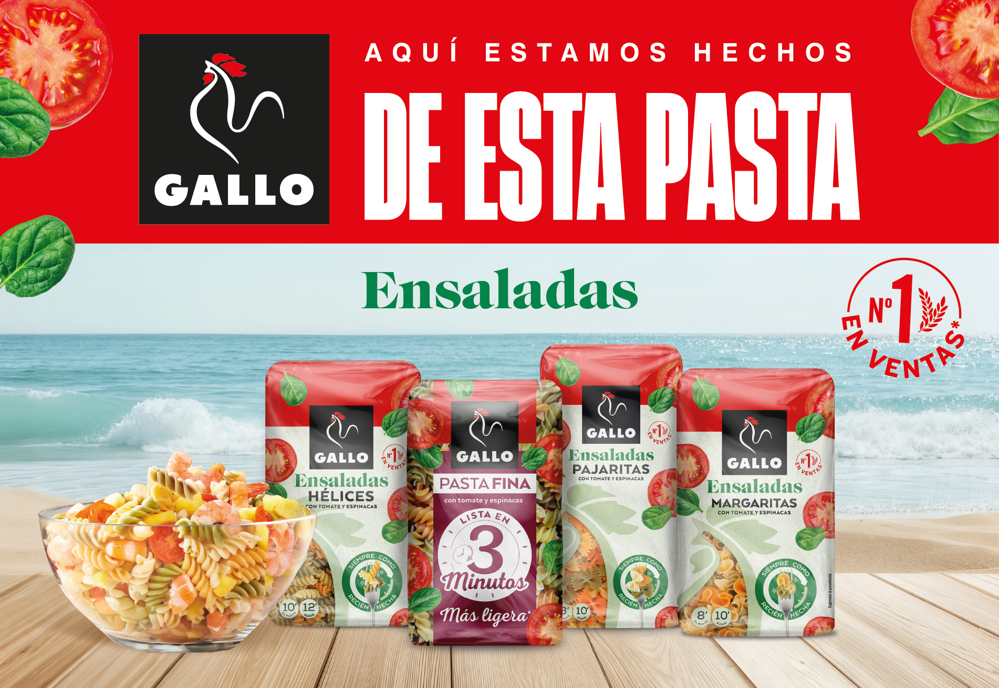 GALLO
AQUÍ ESTAMOS HECHOS
DE ESTA PASTA
Ensaladas
Nº1
EN VENTAS*
GALLO
Nº1
EN VENTAS*
Ensaladas
HÉLICES
CON TOMATE Y ESPINACAS
SIEMPRE COMO
RECIÉN HECHA
10' 12'
AL PUNTO SUAVE
GALLO
PASTA FINA
con tomate y espinacas
LISTA EN
3
Minutos
Más ligera*
GALLO
Nº1
EN VENTAS*
Ensaladas
PAJARITAS
CON TOMATE Y ESPINACAS
SIEMPRE COMO
RECIÉN HECHA
10'
SUAVE
GALLO
Nº1
EN VENTAS*
Ensaladas
MARGARITAS
CON TOMATE Y ESPINACAS
SIEMPRE COMO
RECIÉN HECHA
8' 10'
AL PUNTO SUAVE
Sugerencia de presentación.